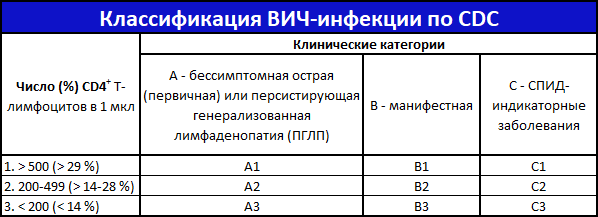 Классификация ВИЧ-инфекции по CDC
Клинические категории
Число (%) CD4⁺ Т-
лимфоцитов в 1 мкл
А - бессимптомная острая
(первичная) или персистирующая
генерализованная
лимфаденопатия (ПГЛП)
В - манифестная
С - СПИД-
индикаторные
заболевания
1. > 500 (> 29 %) А1 В1 С1
2. 200-499 (> 14-28 %) А2 В2 С2
3. < 200 (< 14 %) А3 В3 С3